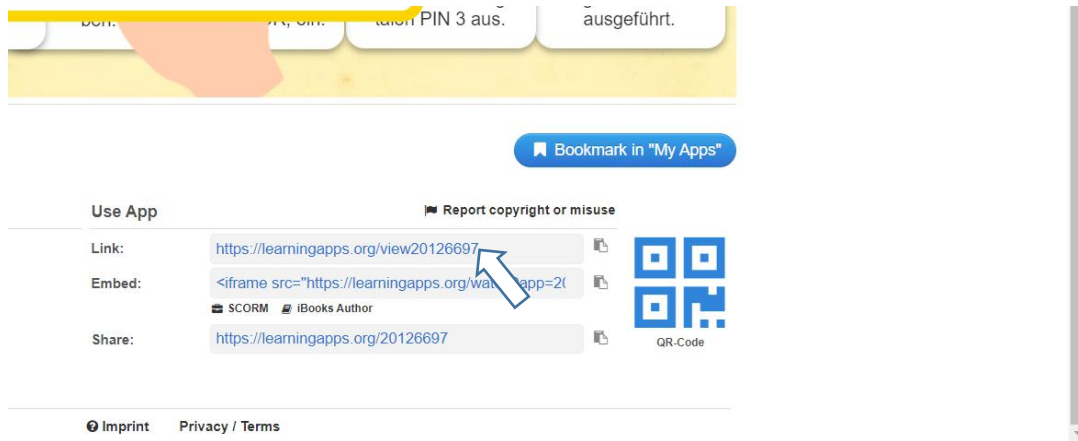 talon PIN 3 aus.
ausgeführt.
Bookmark in "My Apps"
Use App
Report copyright or misuse
Link:
https://learningapps.org/view20126697
Embed:
<iframe src="https://learningapps.org/ app=2
SCORM iBooks Author
Share:
https://learningapps.org/20126697
QR-Code
Imprint Privacy / Terms